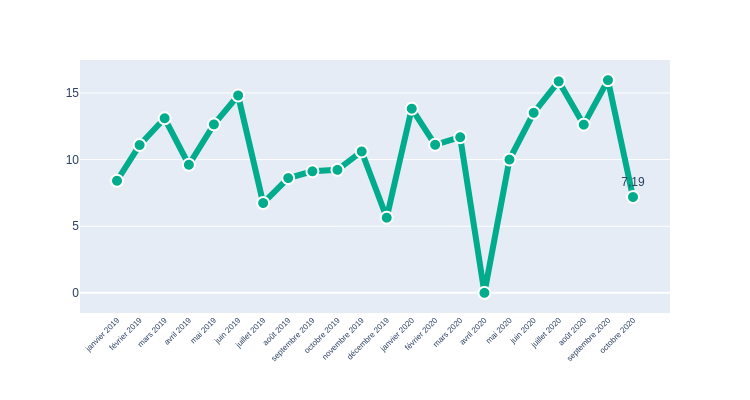 15
10
5
0
7.19
janvier 2019
février 2019
mars 2019
avril 2019
mai 2019
juin 2019
juillet 2019
août 2019
septembre 2019
octobre 2019
novembre 2019
décembre 2019
janvier 2020
février 2020
mars 2020
avril 2020
mai 2020
juin 2020
juillet 2020
août 2020
septembre 2020
octobre 2020